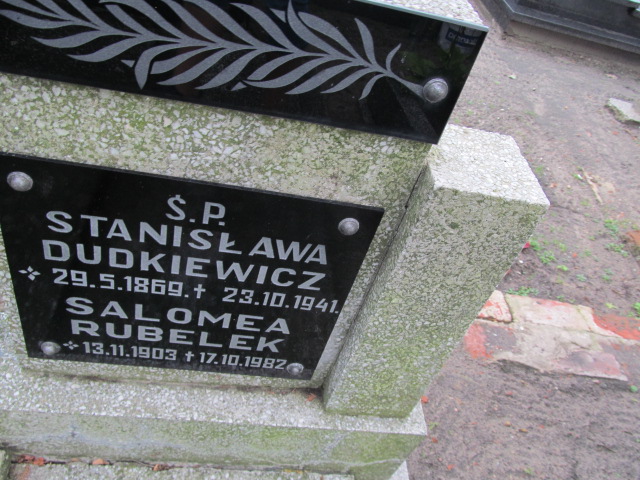 Ś.P.
STANISŁAWA
DUDKIEWICZ
29.5.1869. † 23.10.1941.
SALOMEA
RUBELEK
13.11.1903 † 17.10.1982